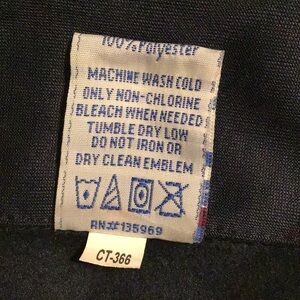 100% Polyester
MACHINE WASH COLD
ONLY NON-CHLORINE
BLEACH WHEN NEEDED
TUMBLE DRY LOW
DO NOT IRON OR
DRY CLEAN EMBLEM
RN# 135969
CT-366